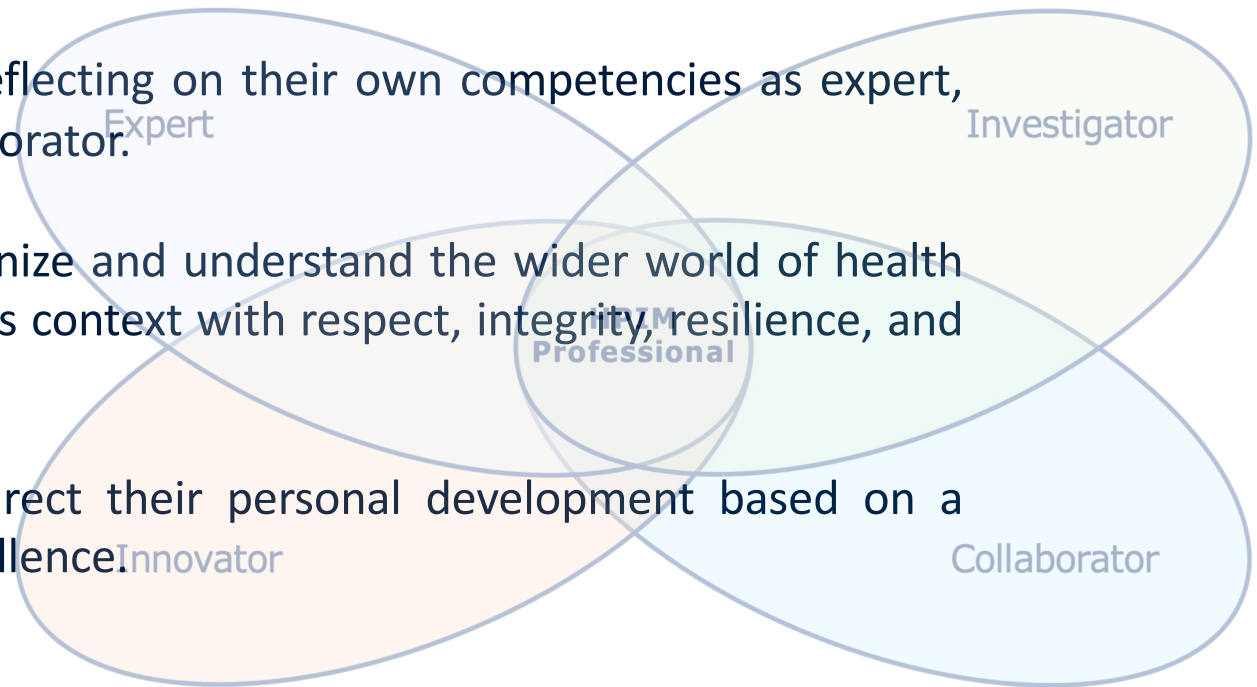 eflecting on their own competencies as expert,
orator.
Expert
Investigator
nize and understand the wider world of health
s context with respect, integrity, resilience, and
Professional
rect their personal development based on a
llence.
Innovator
Collaborator